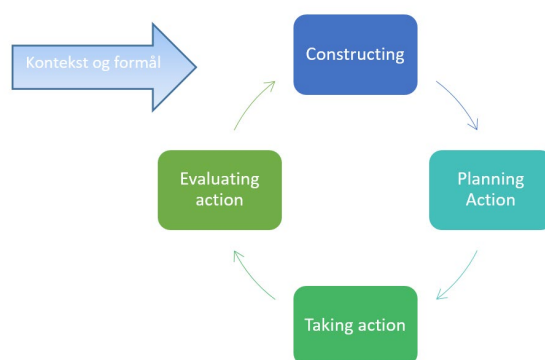 Kontekst og formål
Constructing
Planning
Action
Taking action
Evaluating
action